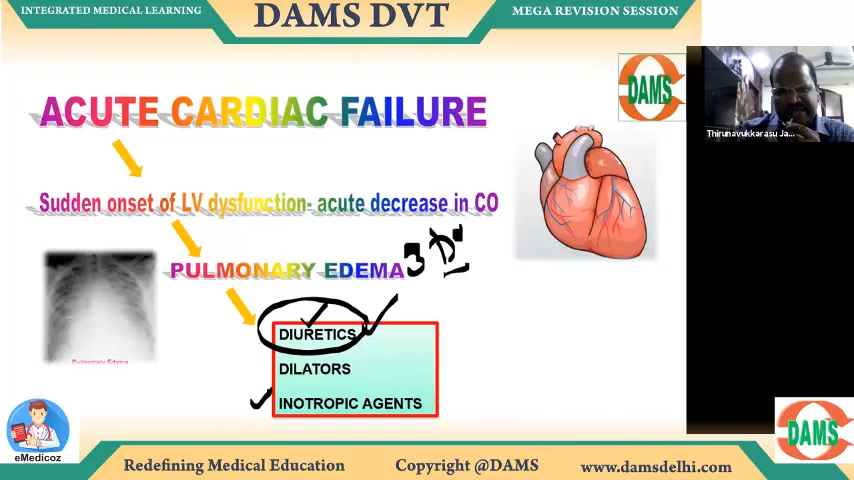 INTEGRATED MEDICAL LEARNING
DAMS DVT
MEGA REVISION SESSION
DAMS
Thirunavukkarasu Ja...
ACUTE CARDIAC FAILURE
Sudden onset of LV dysfunction- acute decrease in CO
PULMONARY EDEMA 3 D'
Pulmonary Edema
DIURETICS
DILATORS
INOTROPIC AGENTS
eMedicoz
DAMS
Redefining Medical Education
Copyright @DAMS
www.damsdelhi.com